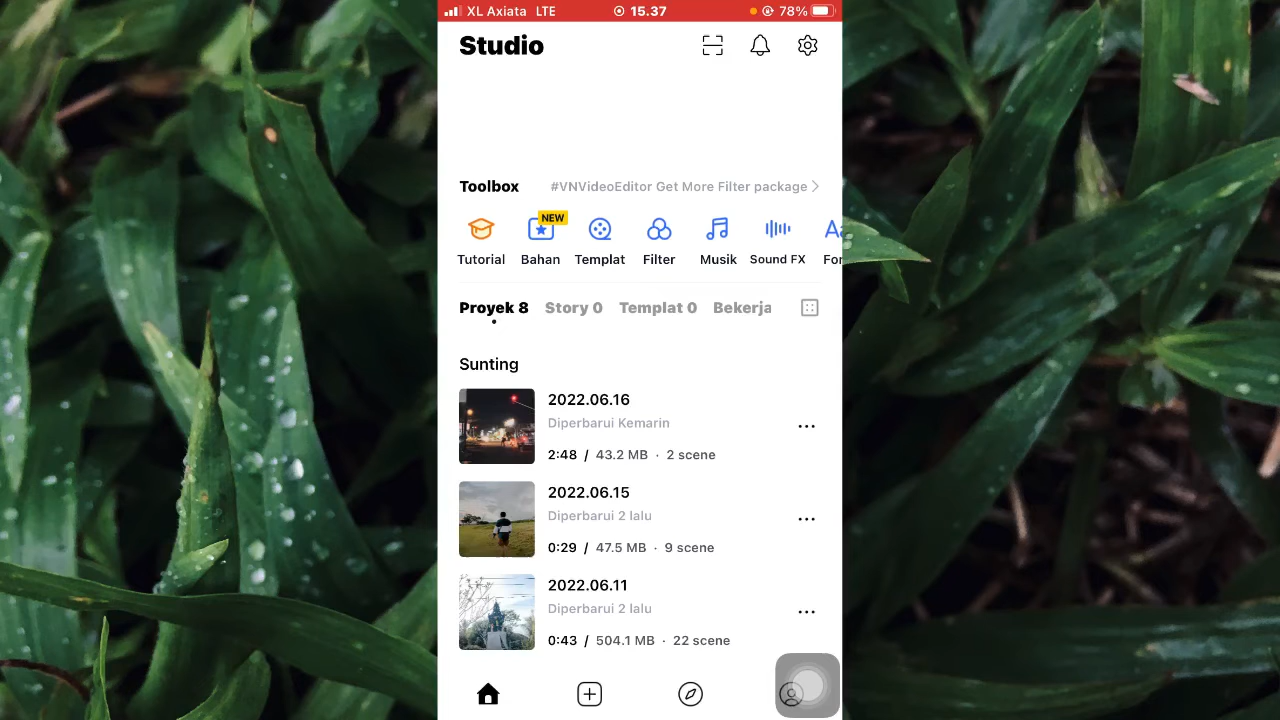 XL Axiata LTE 15.37 78%
Studio
Toolbox #VNVideoEditor Get More Filter package
NEW
Tutorial Bahan Templat Filter Musik Sound FX
Proyek 8 Story 0 Templat 0 Bekerja
Sunting
2022.06.16
Diperbarui Kemarin
2:48 / 43.2 MB · 2 scene
2022.06.15
Diperbarui 2 lalu
0:29 / 47.5 MB · 9 scene
2022.06.11
Diperbarui 2 lalu
0:43 / 504.1 MB · 22 scene